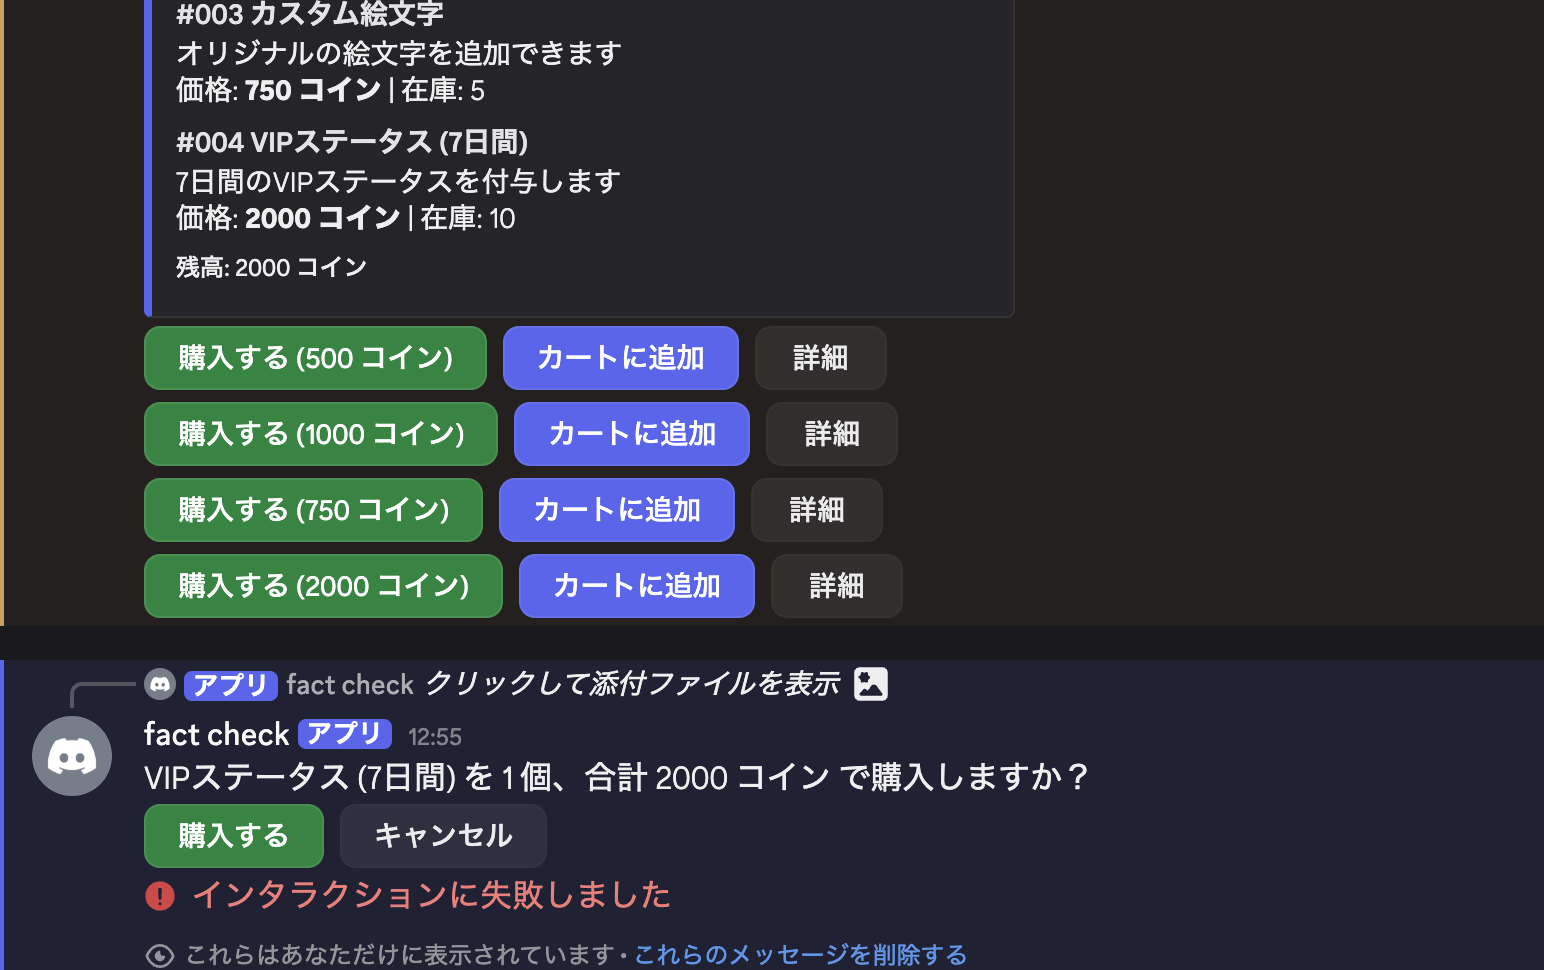 #003 カスタム絵文字
オリジナルの絵文字を追加できます
価格: 750 コイン | 在庫: 5
#004 VIPステータス (7日間)
7日間のVIPステータスを付与します
価格: 2000 コイン | 在庫: 10
残高: 2000 コイン
購入する (500 コイン) カートに追加 詳細
購入する (1000 コイン) カートに追加 詳細
購入する (750 コイン) カートに追加 詳細
購入する (2000 コイン) カートに追加 詳細
アプリ fact check クリックして添付ファイルを表示
fact check アプリ 12:55
VIPステータス (7日間) を 1 個、合計 2000 コイン で購入しますか？
購入する キャンセル
インタラクションに失敗しました
これらはあなただけに表示されています • これらのメッセージを削除する